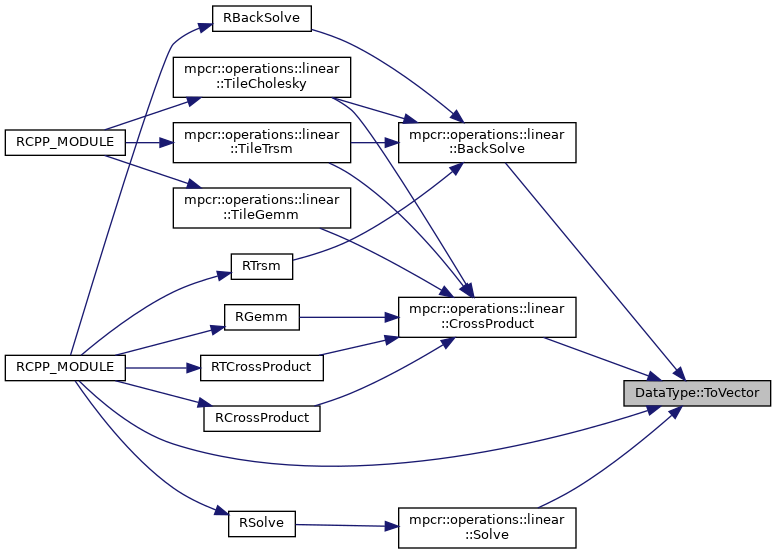 RBackSolve
mpcr::operations::linear
::TileCholesky
RCPP_MODULE
mpcr::operations::linear
::TileTrsm
mpcr::operations::linear
::BackSolve
mpcr::operations::linear
::TileGemm
RTrsm
RGemm
mpcr::operations::linear
::CrossProduct
RCPP_MODULE
RTCrossProduct
DataType::ToVector
RCrossProduct
RSolve
mpcr::operations::linear
::Solve